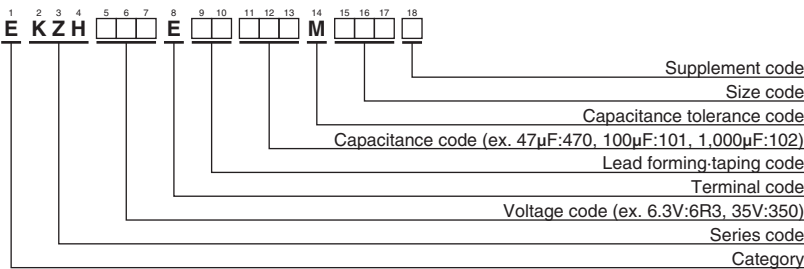 1 2 3 4 5 6 7 8 9 10 11 12 13 14 15 16 17 18
E KZH □□□ E □□ □□□ M □□□ □
Supplement code
Size code
Capacitance tolerance code
Capacitance code (ex. 47µF:470, 100µF:101, 1,000µF:102)
Lead forming·taping code
Terminal code
Voltage code (ex. 6.3V:6R3, 35V:350)
Series code
Category